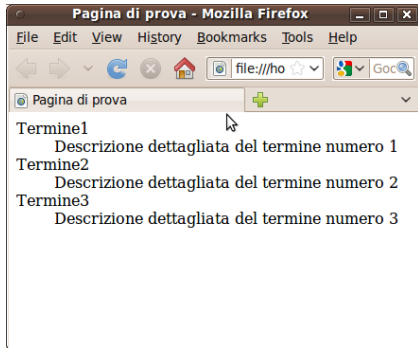 Pagina di prova - Mozilla Firefox
File Edit View History Bookmarks Tools Help
file:///ho
Pagina di prova
Termine1
Descrizione dettagliata del termine numero 1
Termine2
Descrizione dettagliata del termine numero 2
Termine3
Descrizione dettagliata del termine numero 3